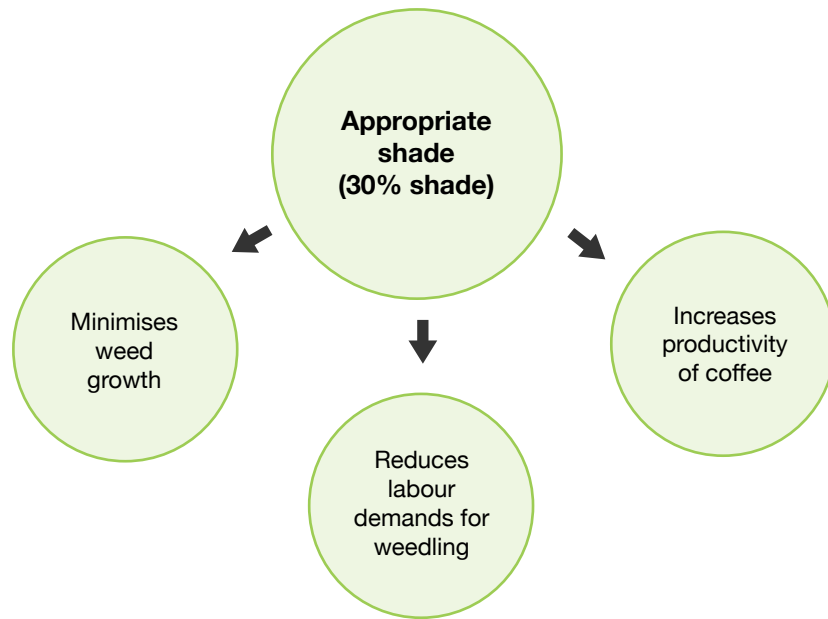 Appropriate
shade
(30% shade)
Minimises
weed
growth
Reduces
labour
demands for
weedling
Increases
productivity
of coffee